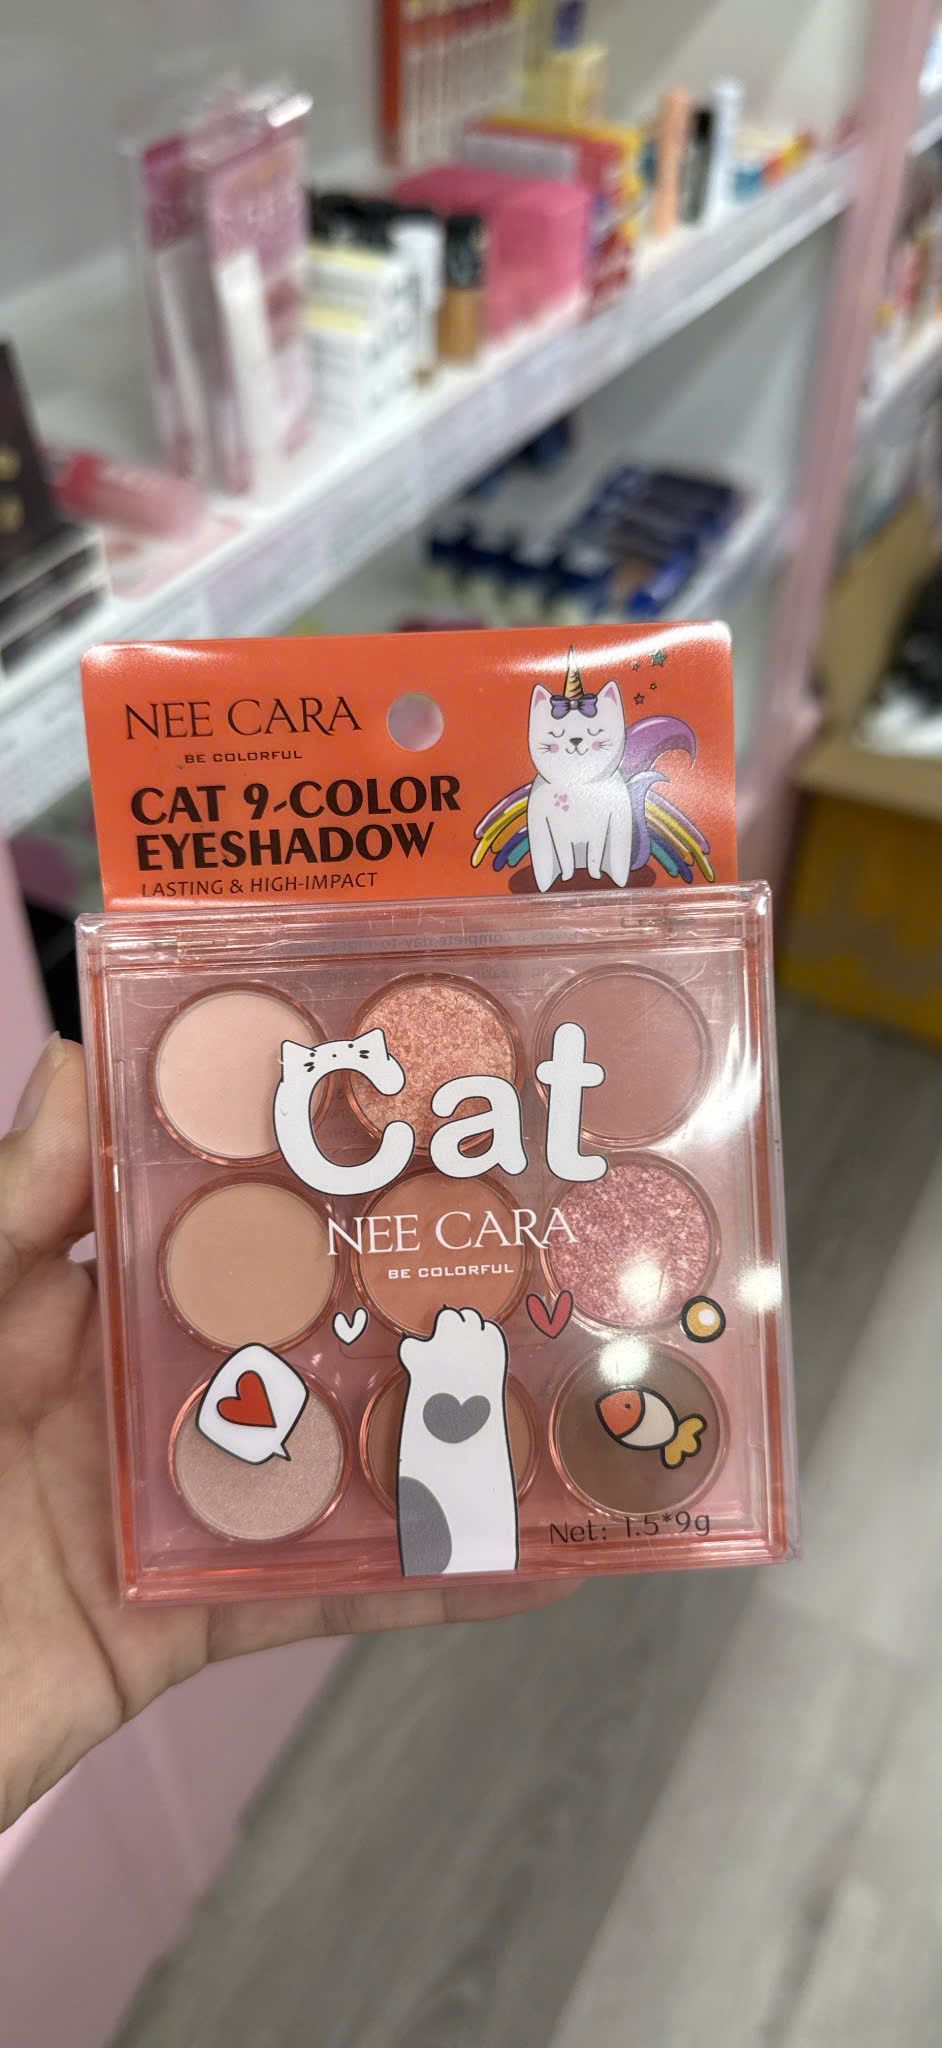 NEE CARA
BE COLORFUL
CAT 9-COLOR
EYESHADOW
LASTING & HIGH-IMPACT
Cat
NEE CARA
BE COLORFUL
Net: 1.5*9g